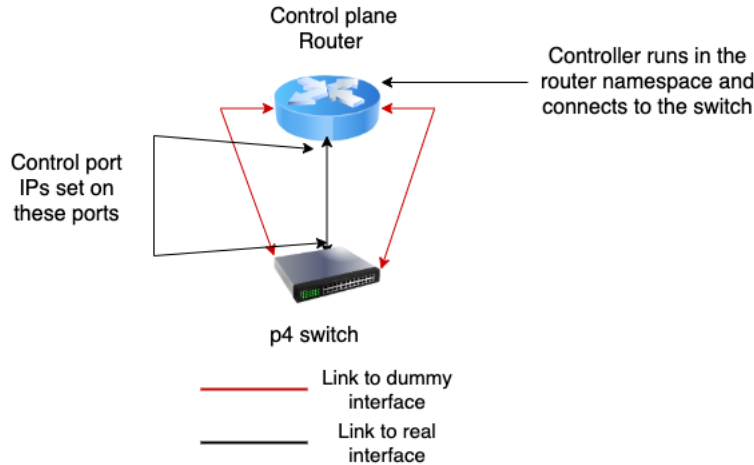 Control plane
Router
Controller runs in the
router namespace and
connects to the switch
Control port
IPs set on
these ports
p4 switch
Link to dummy
interface
Link to real
interface